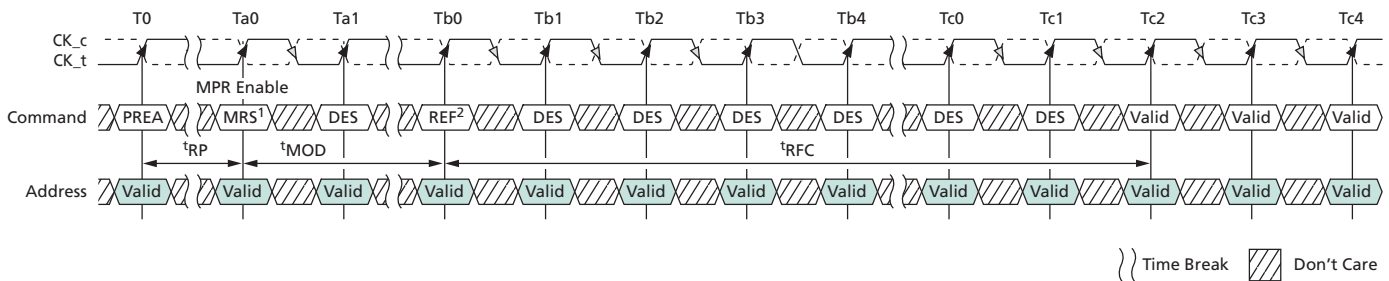 T0 Ta0 Ta1 Tb0 Tb1 Tb2 Tb3 Tb4 Tc0 Tc1 Tc2 Tc3 Tc4
CK_c
CK_t
MPR Enable
Command PREA MRS¹ DES REF² DES DES DES DES DES DES Valid Valid Valid
tRP tMOD tRFC
Address Valid Valid Valid Valid Valid Valid Valid Valid Valid Valid Valid Valid Valid
Time Break Don't Care